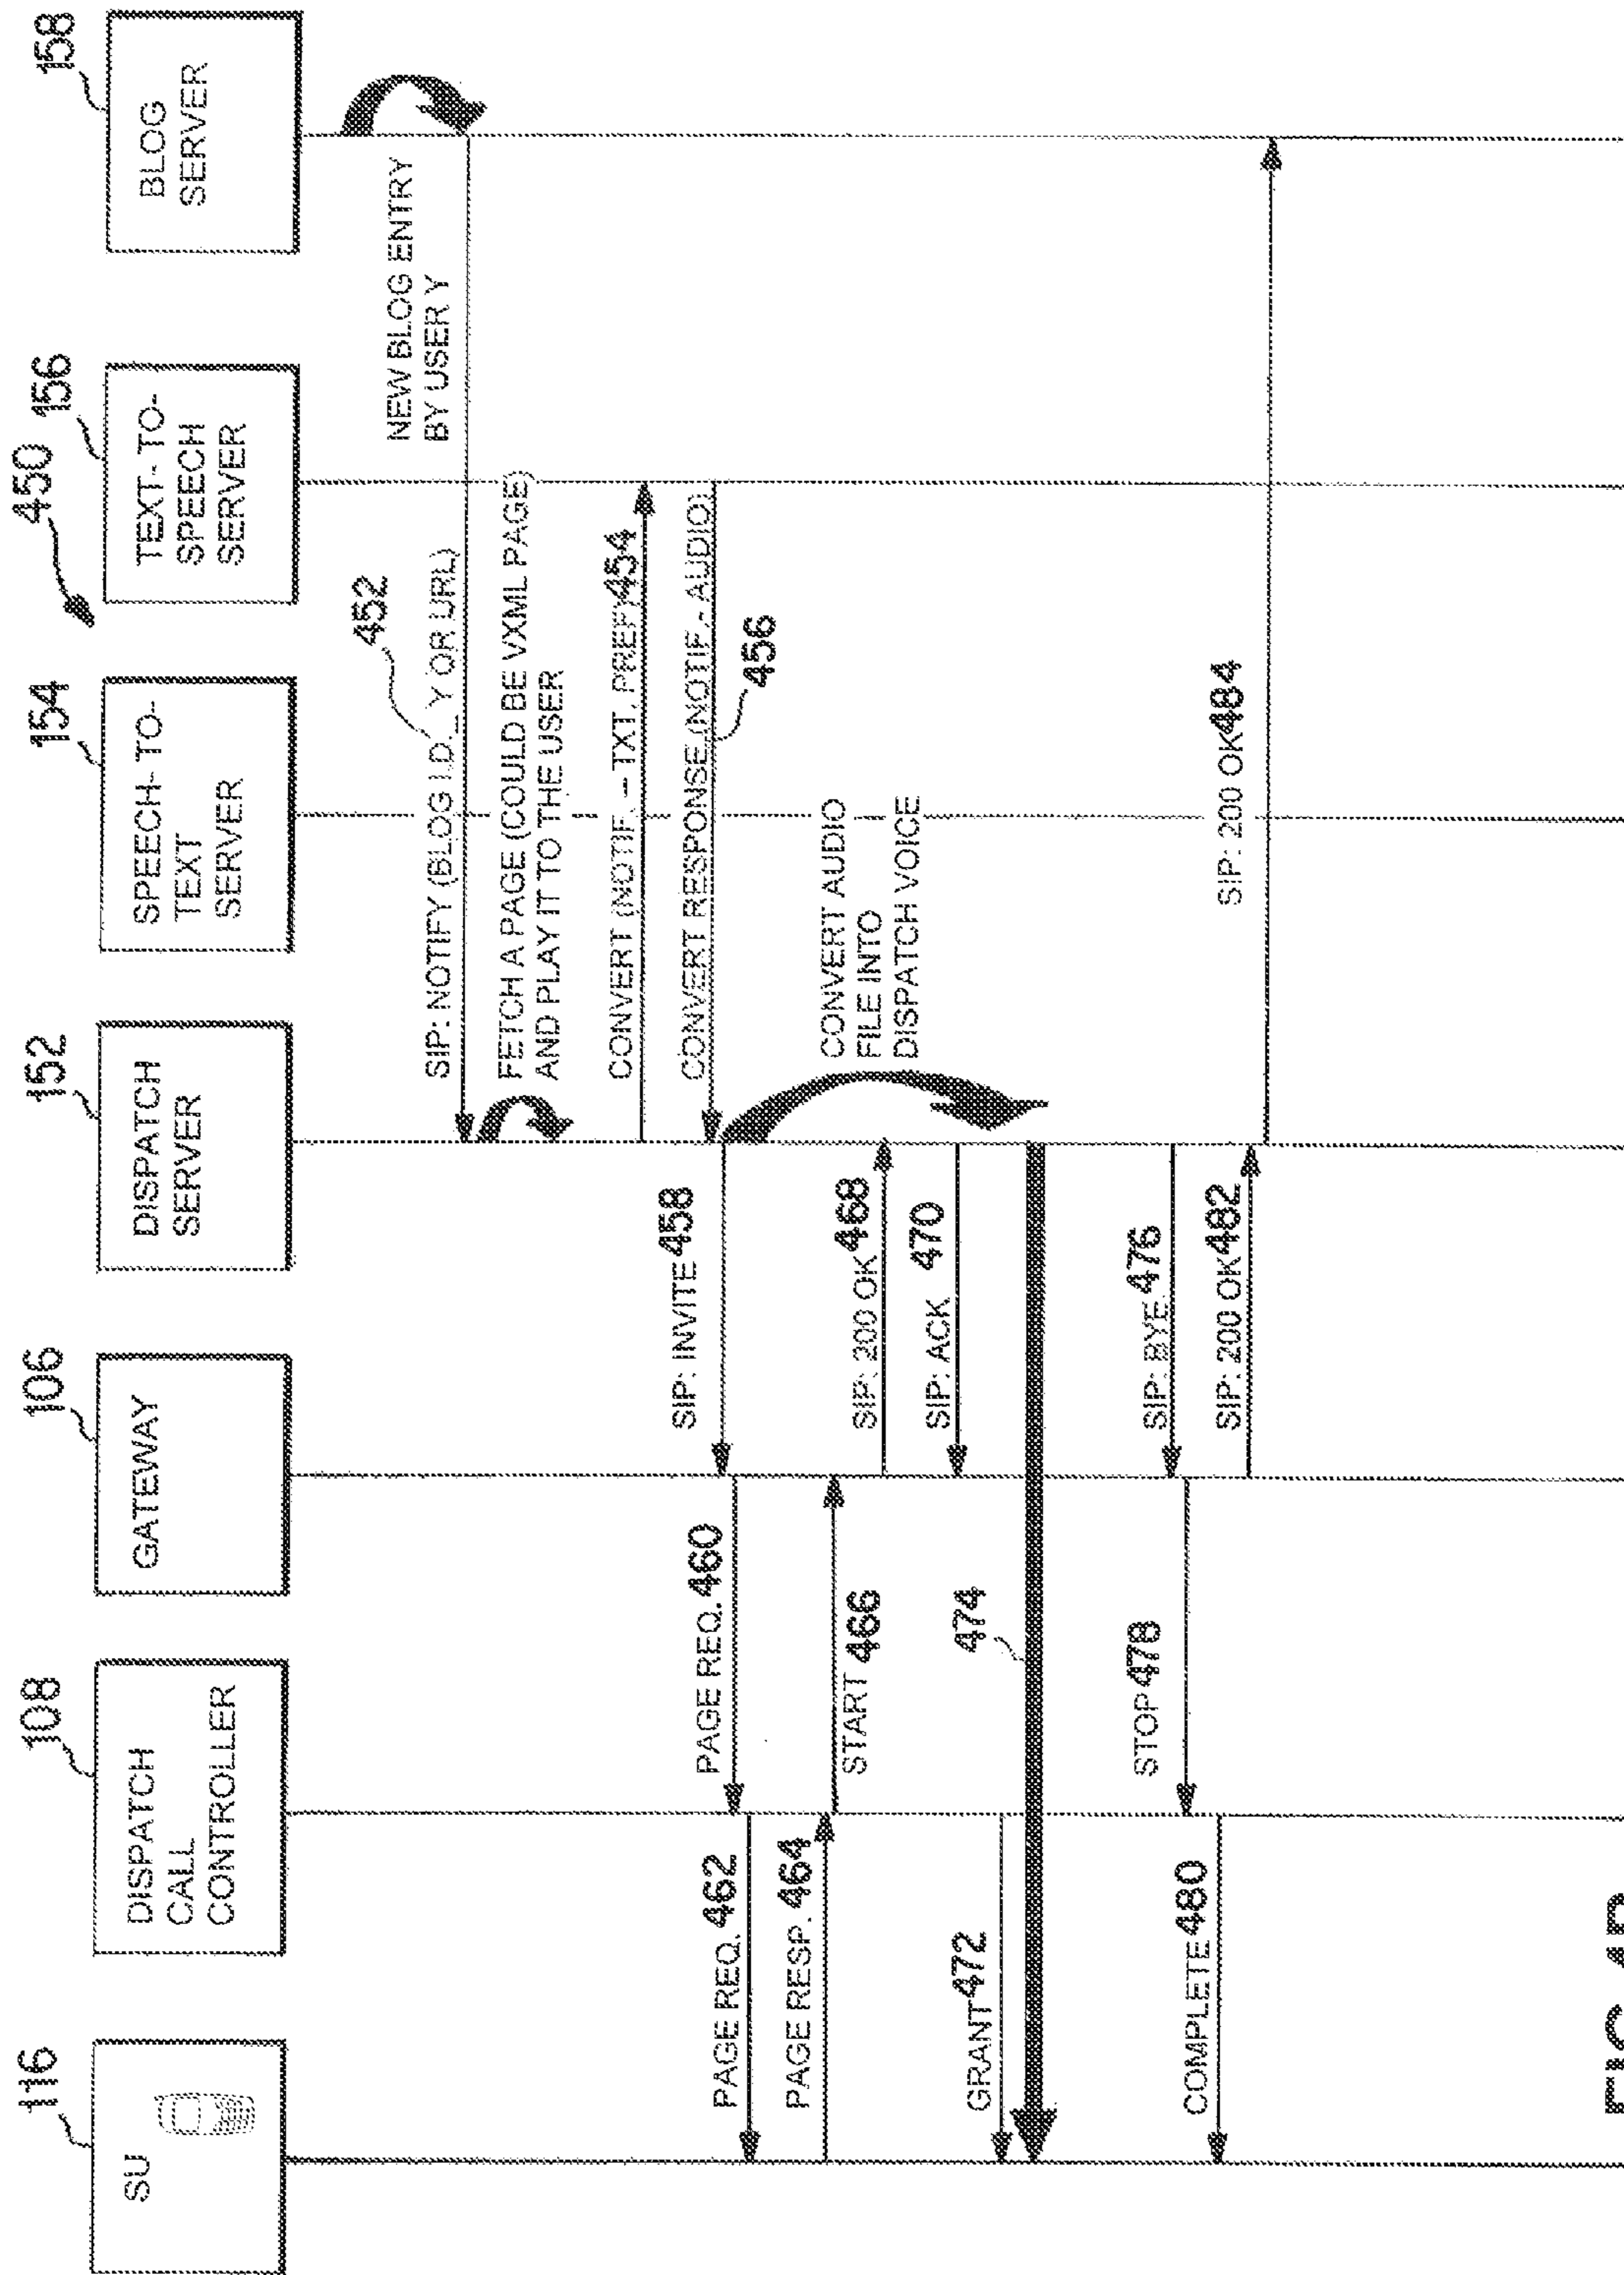 450
116
SU
108
DISPATCH
CALL
CONTROLLER
106
GATEWAY
152
DISPATCH
SERVER
154
SPEECH- TO-
TEXT
SERVER
156
TEXT- TO-
SPEECH
SERVER
158
BLOG
SERVER
NEW BLOG ENTRY
BY USER Y
452
SIP: NOTIFY (BLOG I.D._Y OR URL)
FETCH A PAGE (COULD BE VXML PAGE)
AND PLAY IT TO THE USER
CONVERT (NOTIF. - TXT, PREF) 454
CONVERT RESPONSE (NOTIF. - AUDIO)
456
SIP: INVITE 458
PAGE REQ. 460
PAGE REQ. 462
PAGE RESP. 464
START 466
SIP: 200 OK 468
CONVERT AUDIO
FILE INTO
DISPATCH VOICE
SIP: ACK 470
GRANT 472
474
SIP: BYE 476
STOP 478
COMPLETE 480
SIP: 200 OK 482
SIP: 200 OK 484